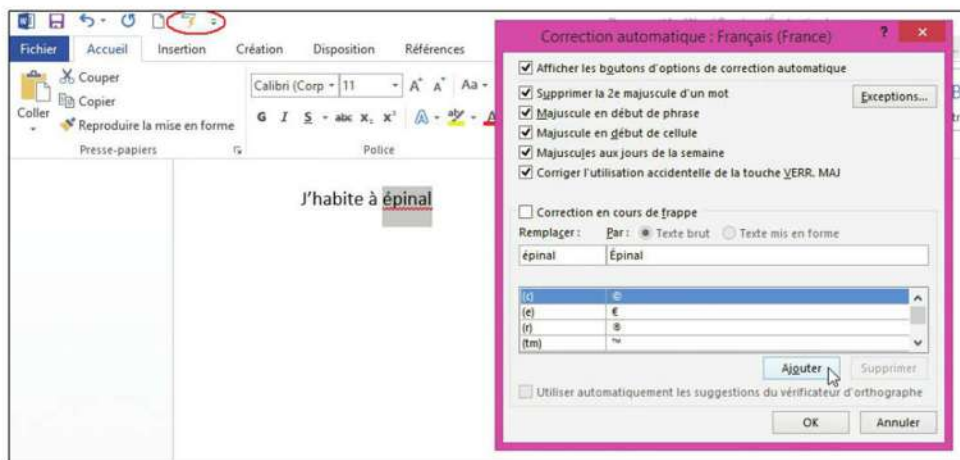 Fichier Accueil Insertion Création Disposition Références
Couper
Copier
Coller
Reproduire la mise en forme
Presse-papiers
Calibri (Corp 11 A A Aa
G I S abc X, X²
Police
J'habite à épinal
Correction automatique : Français (France) ? ×
Afficher les boutons d'options de correction automatique
Supprimer la 2e majuscule d'un mot
Exceptions...
Majuscule en début de phrase
Majuscule en début de cellule
Majuscules aux jours de la semaine
Corriger l'utilisation accidentelle de la touche VERR. MAJ
Correction en cours de frappe
Remplacer : Par : Texte brut Texte mis en forme
épinal Épinal
(c) ©
(e) €
(r) ®
(tm) ™
Ajouter Supprimer
Utiliser automatiquement les suggestions du vérificateur d'orthographe
OK Annuler